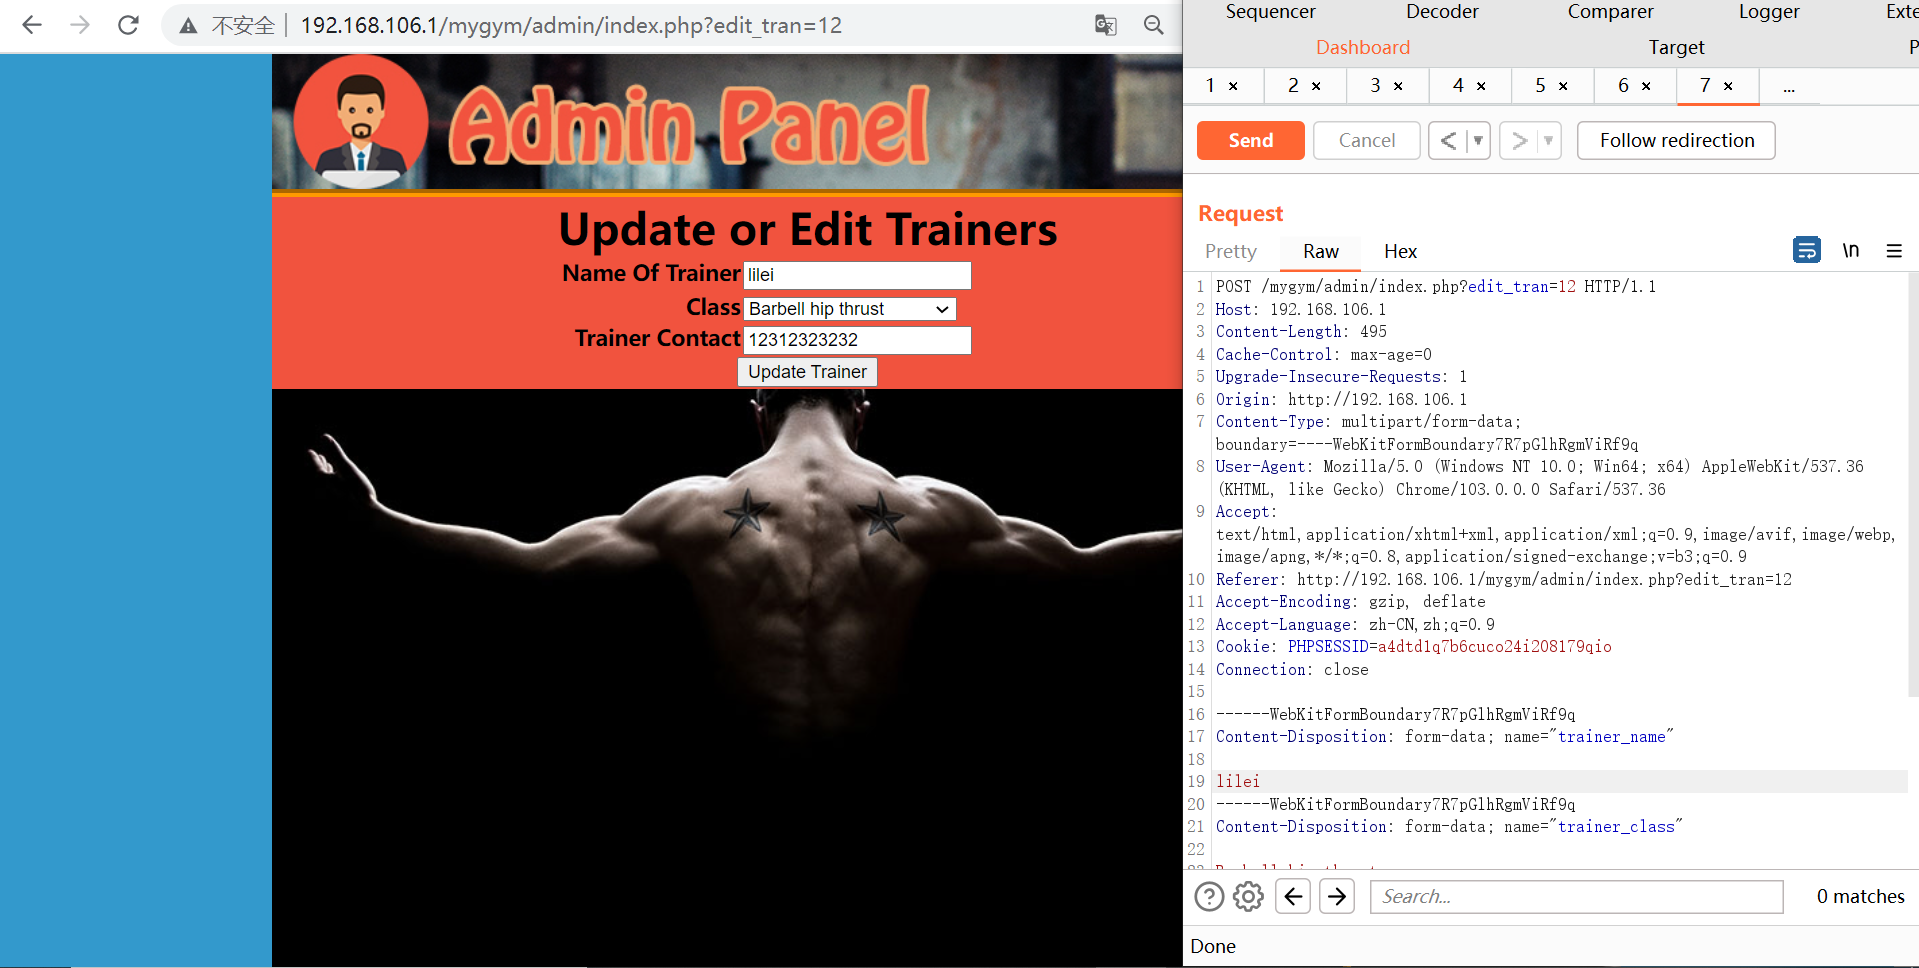 不安全 192.168.106.1/mygym/admin/index.php?edit_tran=12
Admin Panel
Update or Edit Trainers
Name Of Trainer lilei
Class Barbell hip thrust
Trainer Contact 12312323232
Update Trainer
Sequencer Decoder Comparer Logger Exte
Dashboard Target P
1 × 2 × 3 × 4 × 5 × 6 × 7 × ...
Send Cancel < > Follow redirection
Request
Pretty Raw Hex \n
1 POST /mygym/admin/index.php?edit_tran=12 HTTP/1.1
2 Host: 192.168.106.1
3 Content-Length: 495
4 Cache-Control: max-age=0
5 Upgrade-Insecure-Requests: 1
6 Origin: http://192.168.106.1
7 Content-Type: multipart/form-data;
boundary=----WebKitFormBoundary7R7pGlhRgmViRf9q
8 User-Agent: Mozilla/5.0 (Windows NT 10.0; Win64; x64) AppleWebKit/537.36
(KHTML, like Gecko) Chrome/103.0.0.0 Safari/537.36
9 Accept:
text/html,application/xhtml+xml,application/xml;q=0.9,image/avif,image/webp,
image/apng,*/*;q=0.8,application/signed-exchange;v=b3;q=0.9
10 Referer: http://192.168.106.1/mygym/admin/index.php?edit_tran=12
11 Accept-Encoding: gzip, deflate
12 Accept-Language: zh-CN,zh;q=0.9
13 Cookie: PHPSESSID=a4dtd1q7b6cuco24i208179qio
14 Connection: close
15
16 ------WebKitFormBoundary7R7pGlhRgmViRf9q
17 Content-Disposition: form-data; name="trainer_name"
18
19 lilei
20 ------WebKitFormBoundary7R7pGlhRgmViRf9q
21 Content-Disposition: form-data; name="trainer_class"
22
Search... 0 matches
Done